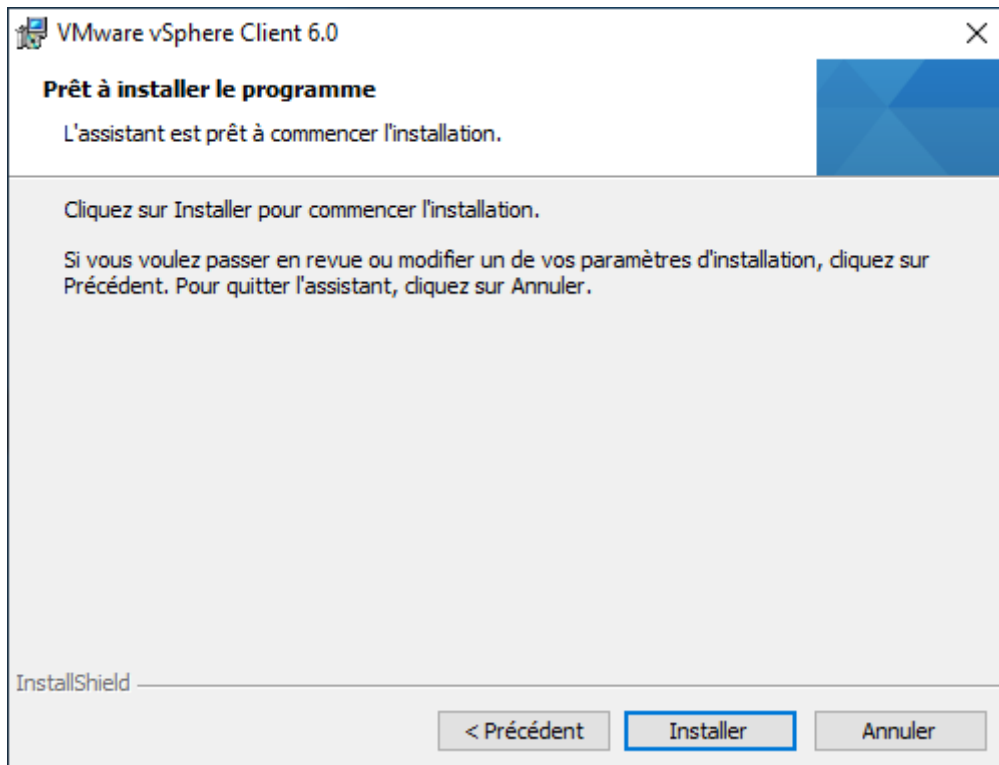 VMware vSphere Client 6.0
Prêt à installer le programme
L'assistant est prêt à commencer l'installation.
Cliquez sur Installer pour commencer l'installation.
Si vous voulez passer en revue ou modifier un de vos paramètres d'installation, cliquez sur
Précédent. Pour quitter l'assistant, cliquez sur Annuler.
InstallShield
< Précédent
Installer
Annuler